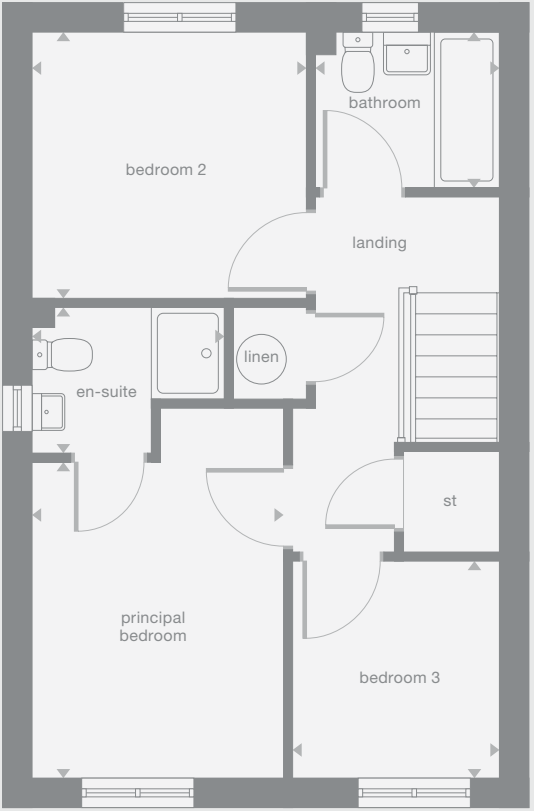 bathroom
bedroom 2
landing
linen
en-suite
st
principal
bedroom
bedroom 3